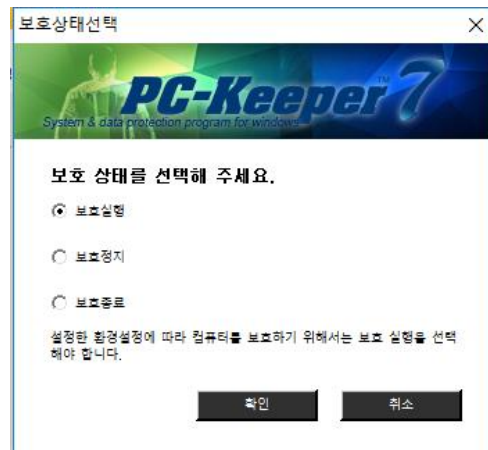 보호상태선택
PC-Keeper™ 7
System & data protection program for windows
보호 상태를 선택해 주세요.
보호실행
보호정지
보호종료
설정한 환경설정에 따라 컴퓨터를 보호하기 위해서는 보호 실행을 선택
해야 합니다.
확인
취소